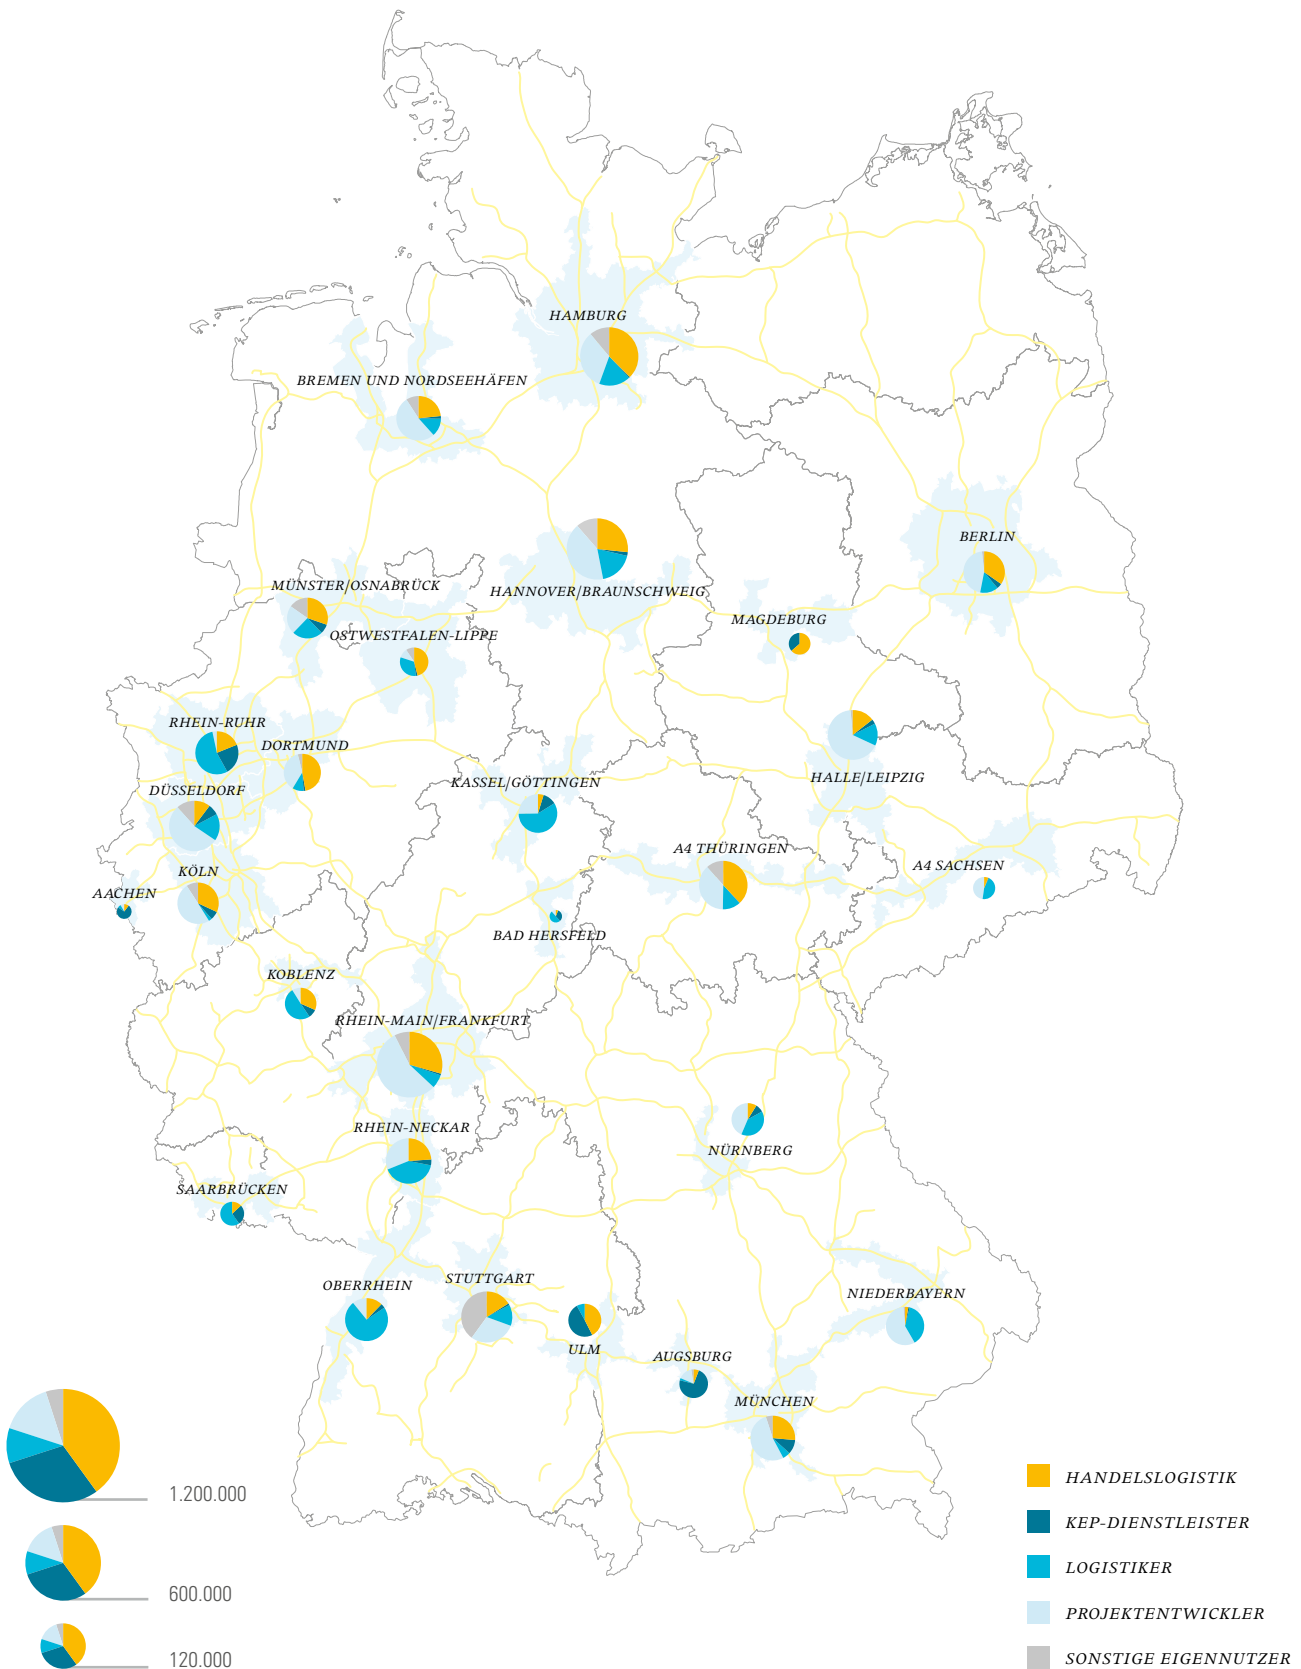 HAMBURG
BREMEN UND NORDSEEHÄFEN
BERLIN
MÜNSTER/OSNABRÜCK
HANNOVER/BRAUNSCHWEIG
MAGDEBURG
OSTWESTFALEN-LIPPE
RHEIN-RUHR
DORTMUND
HALLE/LEIPZIG
KASSEL/GÖTTINGEN
DÜSSELDORF
A4 THÜRINGEN
A4 SACHSEN
KÖLN
AACHEN
BAD HERSFELD
KOBLENZ
RHEIN-MAIN/FRANKFURT
RHEIN-NECKAR
NÜRNBERG
SAARBRÜCKEN
OBERRHEIN
STUTTGART
NIEDERBAYERN
ULM
AUGSBURG
MÜNCHEN
1.200.000
600.000
120.000
HANDELSLOGISTIK
KEP-DIENSTLEISTER
LOGISTIKER
PROJEKTENTWICKLER
SONSTIGE EIGENNUTZER